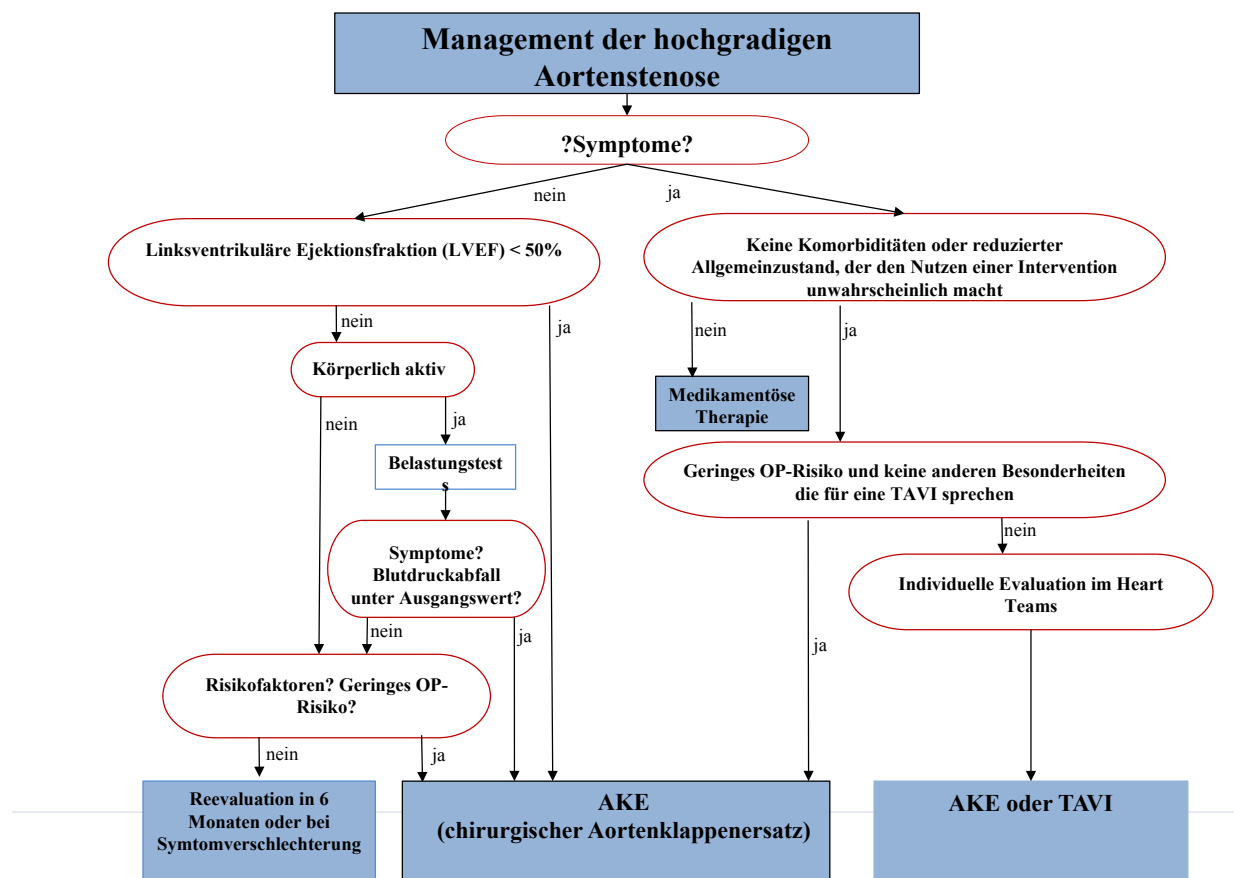 Management der hochgradigen
Aortenstenose
?Symptome?
nein
ja
Linksventrikuläre Ejektionsfraktion (LVEF) < 50%
Keine Komorbiditäten oder reduzierter
Allgemeinzustand, der den Nutzen einer Intervention
unwahrscheinlich macht
nein
ja
nein
ja
Körperlich aktiv
Medikamentöse
Therapie
nein
ja
Belastungstest
s
Geringes OP-Risiko und keine anderen Besonderheiten
die für eine TAVI sprechen
nein
Symptome?
Blutdruckabfall
unter Ausgangswert?
Individuelle Evaluation im Heart
Teams
nein
ja
ja
Risikofaktoren? Geringes OP-
Risiko?
nein
ja
Reevaluation in 6
Monaten oder bei
Symtomverschlechterung
AKE
(chirurgischer Aortenklappenersatz)
AKE oder TAVI